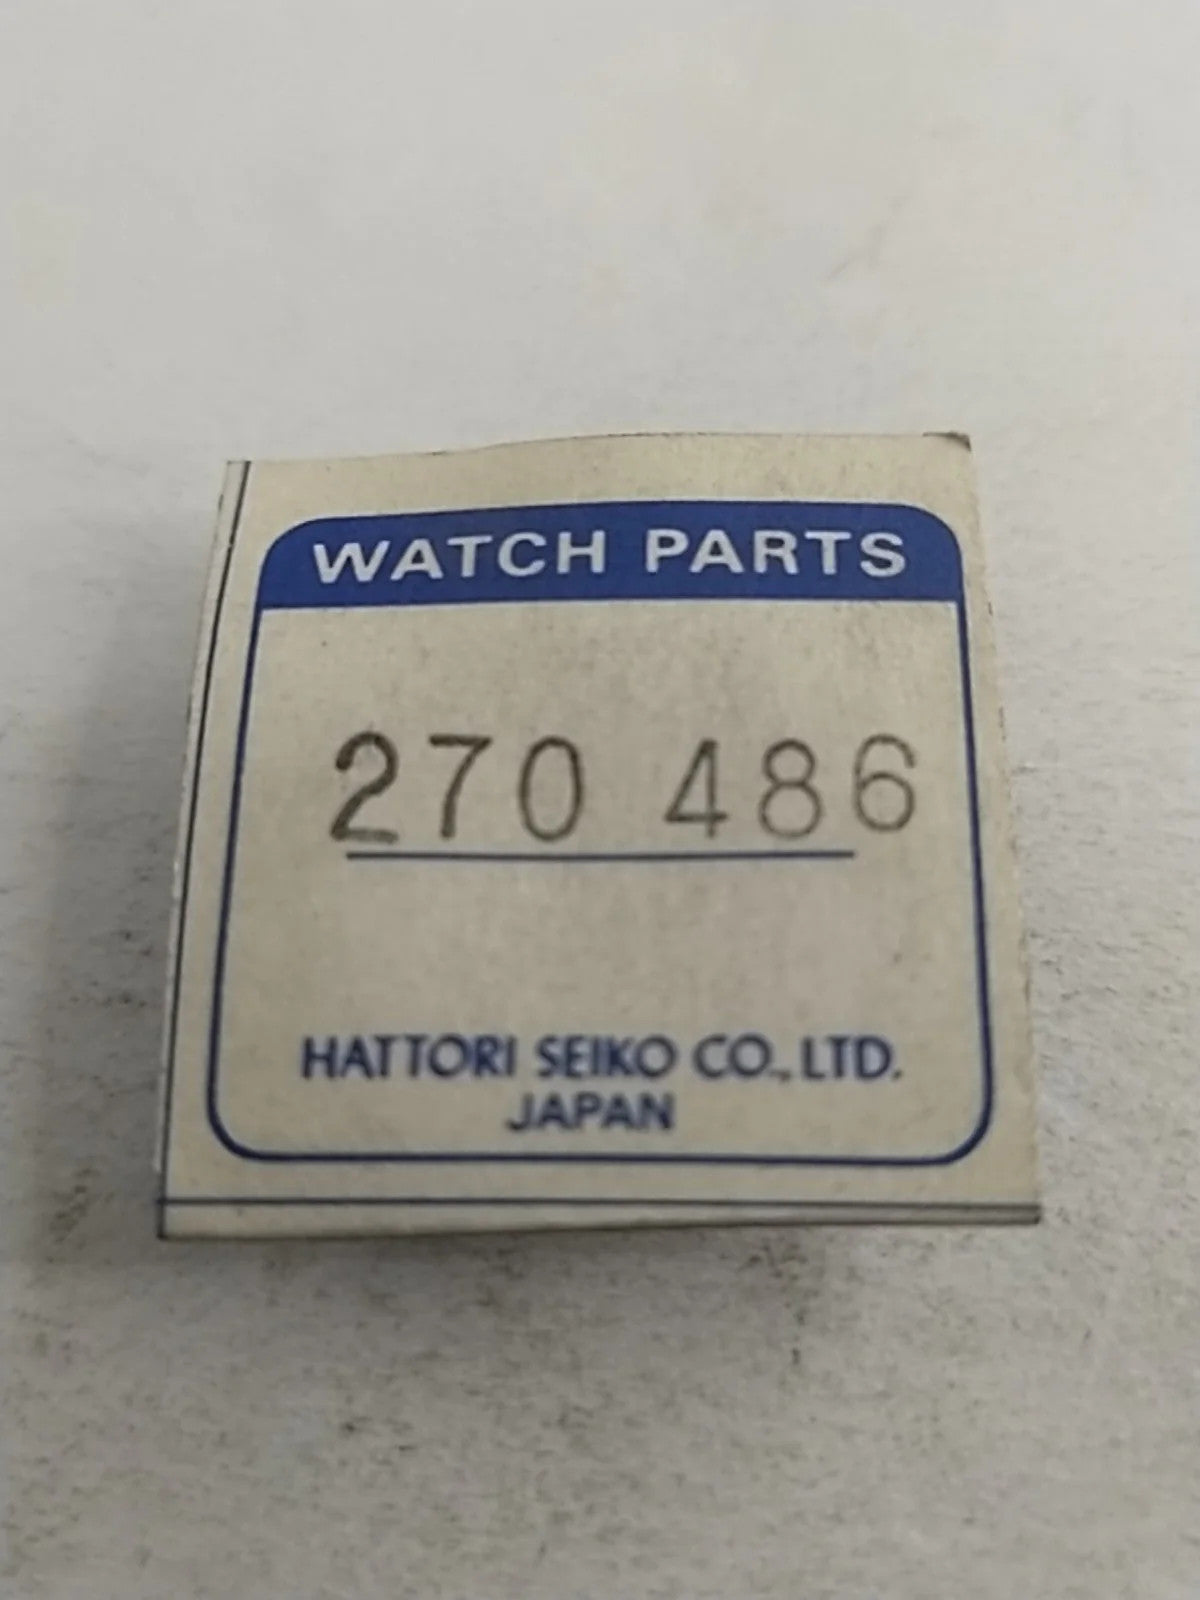 WATCH PARTS
270 486
HATTORI SEIKO CO., LTD.
JAPAN